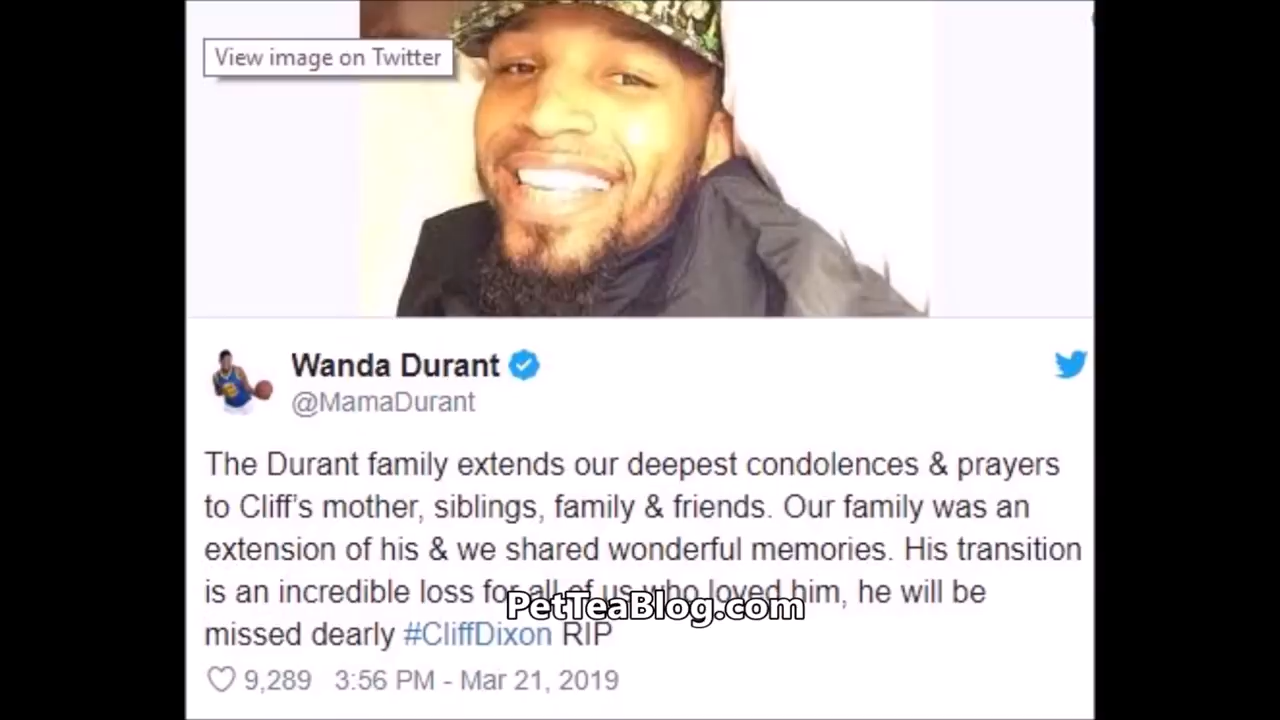 View image on Twitter
Wanda Durant
@MamaDurant
The Durant family extends our deepest condolences & prayers
to Cliff's mother, siblings, family & friends. Our family was an
extension of his & we shared wonderful memories. His transition
is an incredible loss for all of us who loved him, he will be
PetTeaBlog.com
missed dearly #CliffDixon RIP
9,289 3:56 PM - Mar 21, 2019